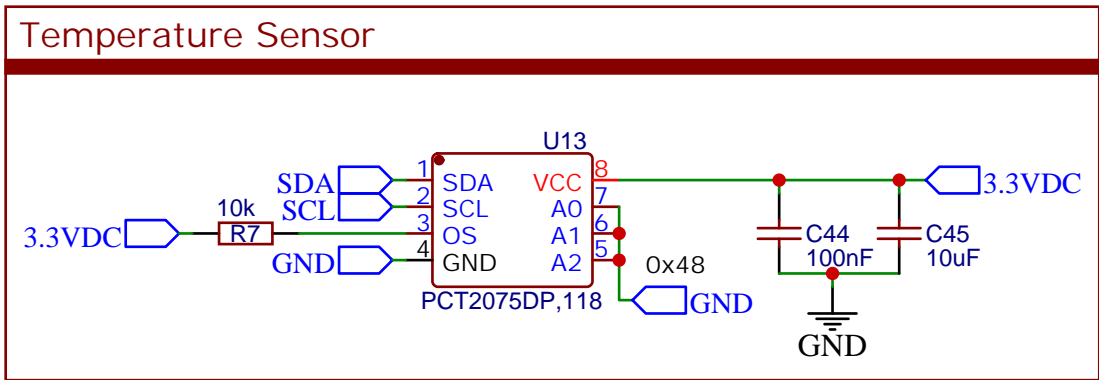 Temperature Sensor
U13
SDA 1 SDA VCC 8 3.3VDC
SCL 2 SCL A0 7
10k
3.3VDC R7 3 OS A1 6
GND 4 GND A2 5
0x48
PCT2075DP,118
GND
C44
100nF
C45
10uF
GND